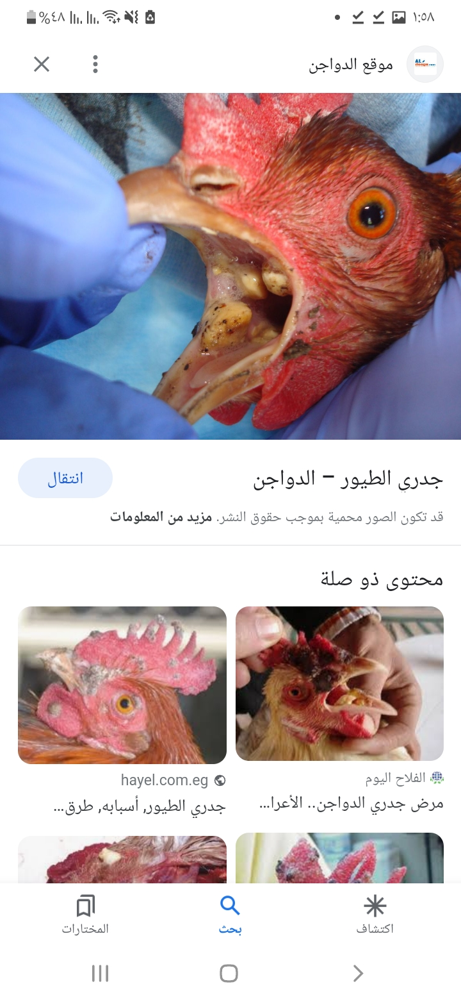 ١:٥٨
%٤٨
موقع الدواجن
جدري الطيور – الدواجن
انتقال
قد تكون الصور محمية بموجب حقوق النشر. مزيد من المعلومات
محتوى ذو صلة
الفلاح اليوم
مرض جدري الدواجن.. الأعرا...
hayel.com.eg
جدري الطيور, أسبابه, طرق...
اكتشاف
بحث
المختارات